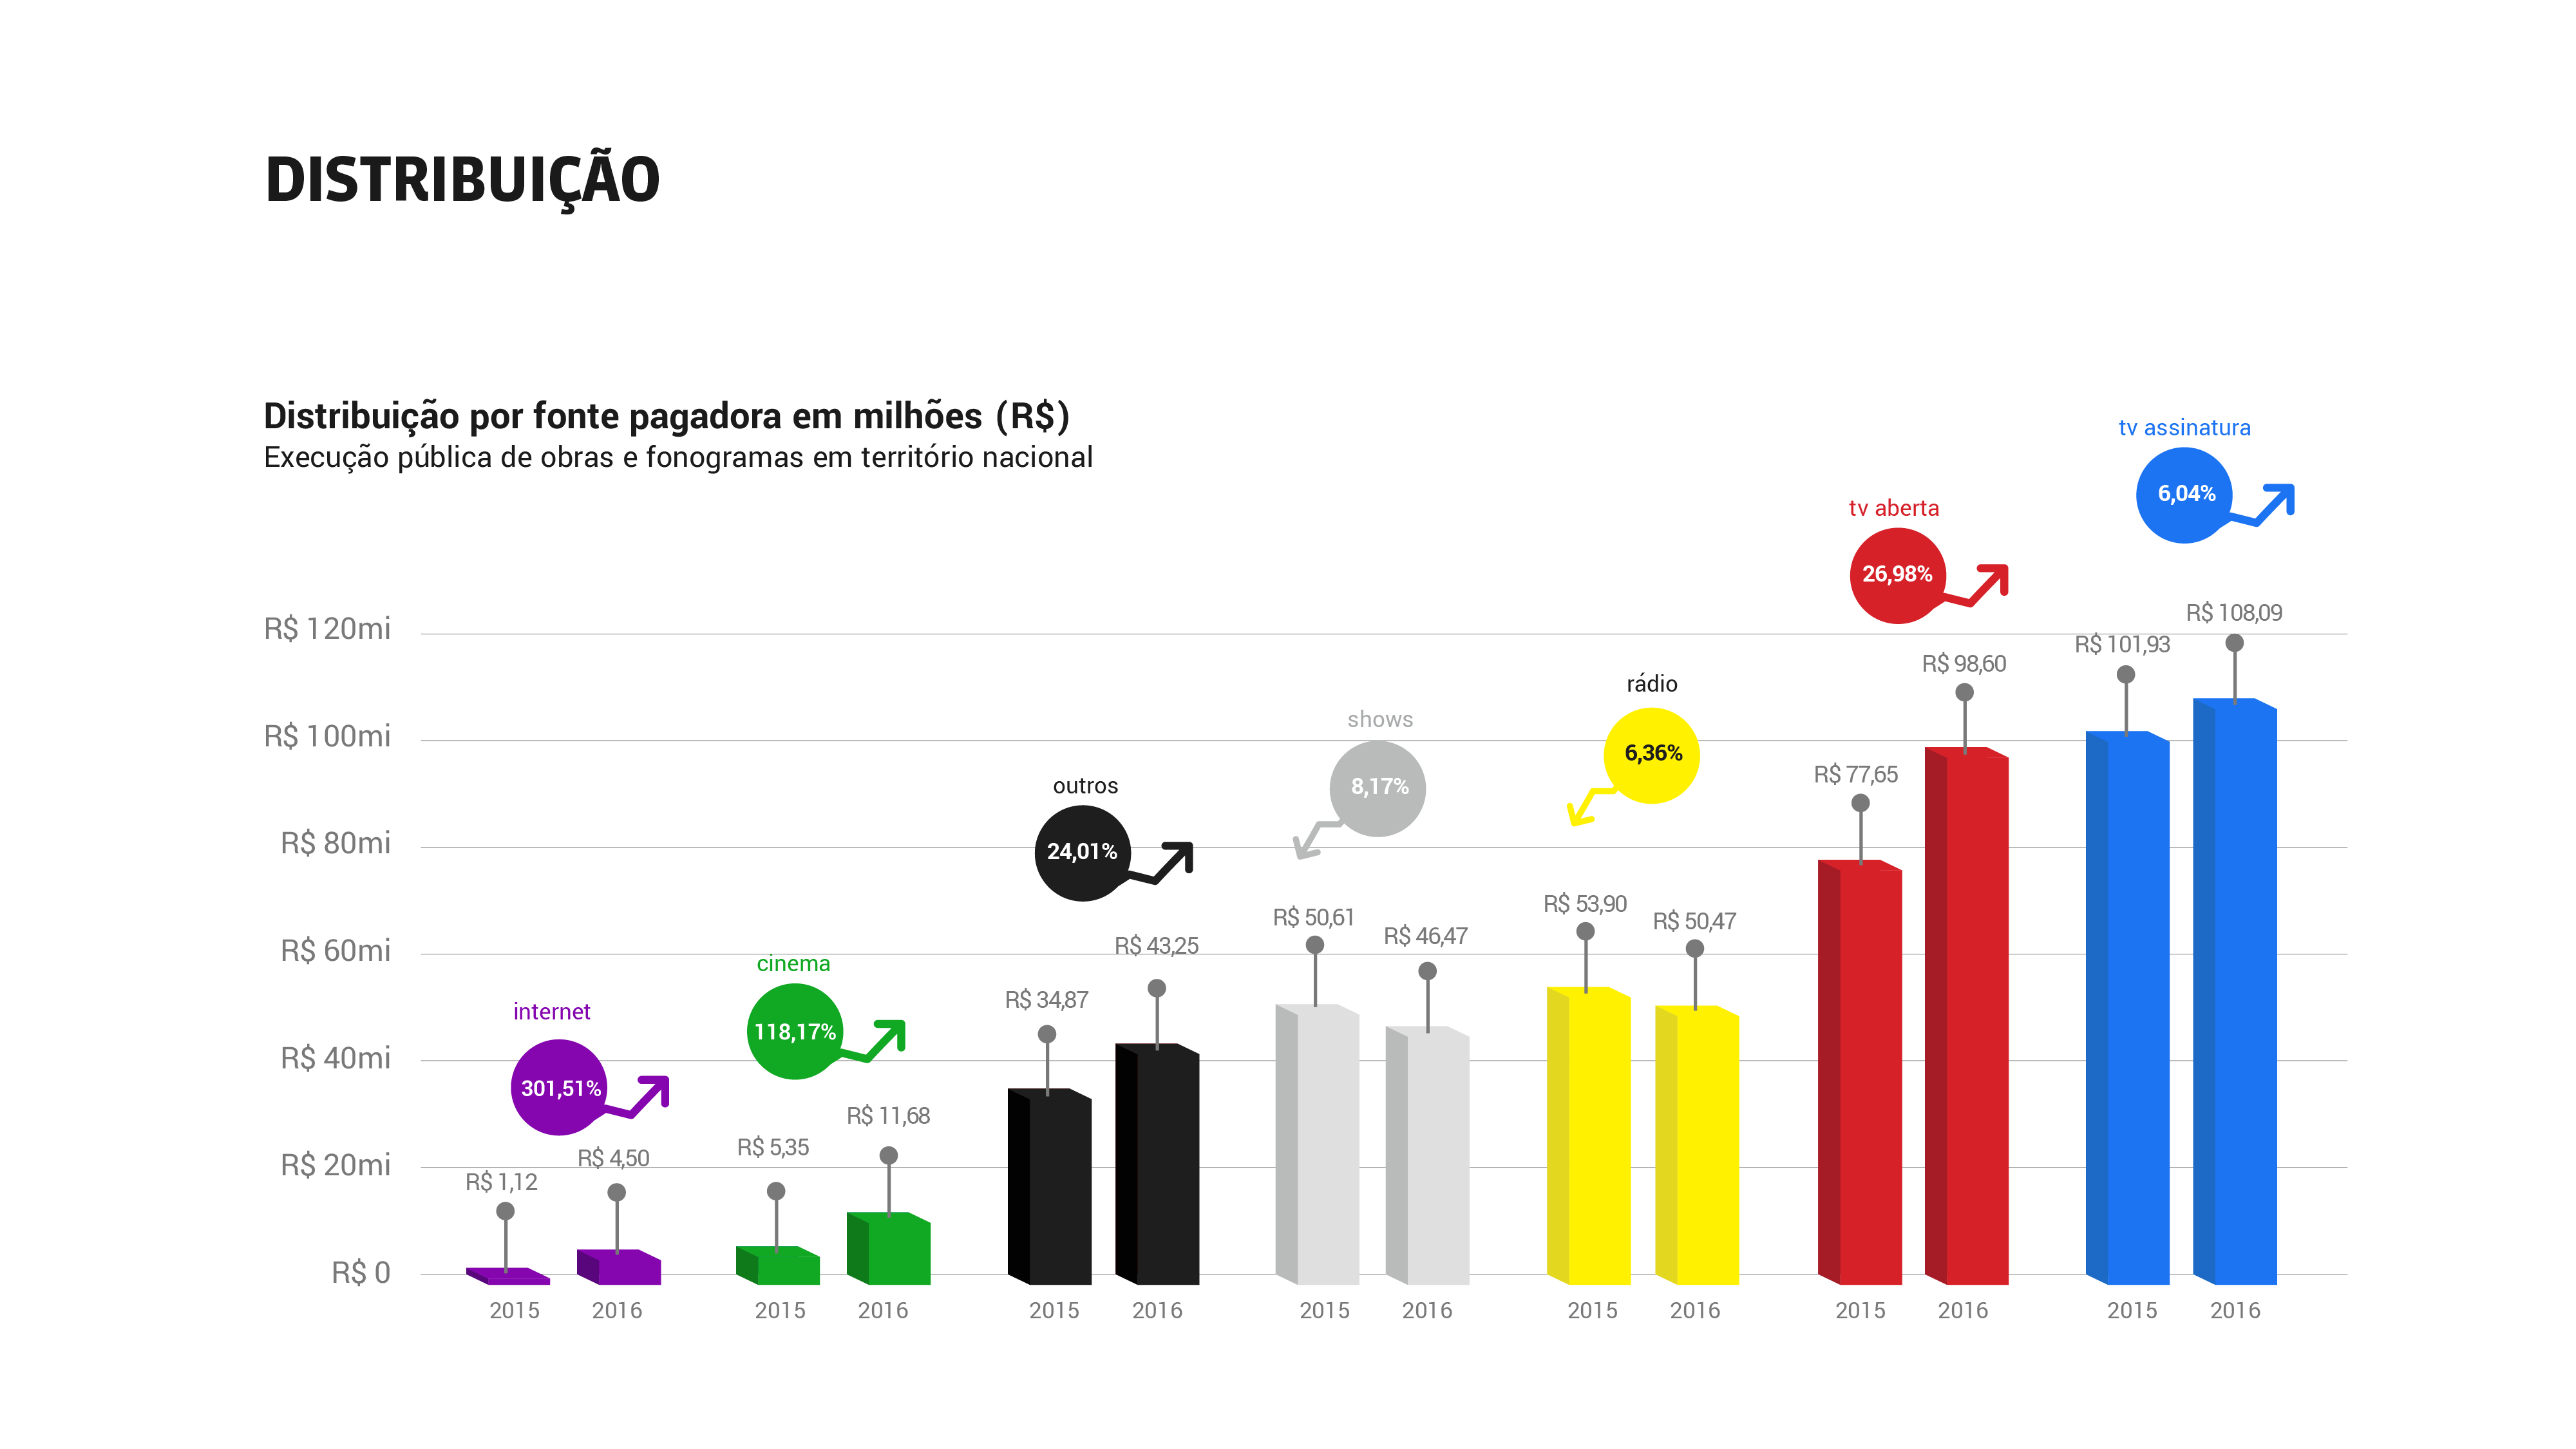 DISTRIBUIÇÃO
Distribuição por fonte pagadora em milhões (R$)
Execução pública de obras e fonogramas em território nacional
tv assinatura
6,04%
tv aberta
26,98%
R$ 120mi
R$ 108,09
R$ 101,93
R$ 98,60
rádio
6,36%
shows
8,17%
R$ 100mi
R$ 77,65
outros
24,01%
R$ 80mi
R$ 53,90
R$ 50,47
R$ 50,61
R$ 46,47
R$ 43,25
R$ 60mi
cinema
118,17%
R$ 34,87
internet
301,51%
R$ 40mi
R$ 11,68
R$ 5,35
R$ 4,50
R$ 20mi
R$ 1,12
R$ 0
2015 2016 2015 2016 2015 2016 2015 2016 2015 2016 2015 2016 2015 2016